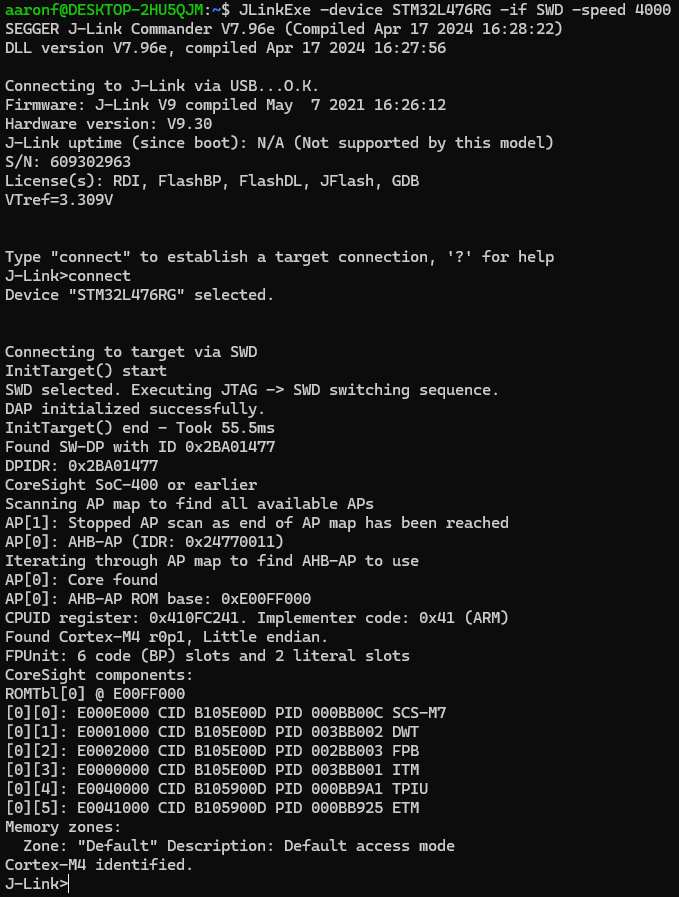 aaronf@DESKTOP-2HU5QJM:~$ JLinkExe -device STM32L476RG -if SWD -speed 4000
SEGGER J-Link Commander V7.96e (Compiled Apr 17 2024 16:28:22)
DLL version V7.96e, compiled Apr 17 2024 16:27:56
Connecting to J-Link via USB...O.K.
Firmware: J-Link V9 compiled May  7 2021 16:26:12
Hardware version: V9.30
J-Link uptime (since boot): N/A (Not supported by this model)
S/N: 609302963
License(s): RDI, FlashBP, FlashDL, JFlash, GDB
VTref=3.309V
Type "connect" to establish a target connection, '?' for help
J-Link>connect
Device "STM32L476RG" selected.
Connecting to target via SWD
InitTarget() start
SWD selected. Executing JTAG -> SWD switching sequence.
DAP initialized successfully.
InitTarget() end - Took 55.5ms
Found SW-DP with ID 0x2BA01477
DPIDR: 0x2BA01477
CoreSight SoC-400 or earlier
Scanning AP map to find all available APs
AP[1]: Stopped AP scan as end of AP map has been reached
AP[0]: AHB-AP (IDR: 0x24770011)
Iterating through AP map to find AHB-AP to use
AP[0]: Core found
AP[0]: AHB-AP ROM base: 0xE00FF000
CPUID register: 0x410FC241. Implementer code: 0x41 (ARM)
Found Cortex-M4 r0p1, Little endian.
FPUnit: 6 code (BP) slots and 2 literal slots
CoreSight components:
ROMTbl[0] @ E00FF000
[0][0]: E000E000 CID B105E00D PID 000BB00C SCS-M7
[0][1]: E0001000 CID B105E00D PID 003BB002 DWT
[0][2]: E0002000 CID B105E00D PID 002BB003 FPB
[0][3]: E0000000 CID B105E00D PID 003BB001 ITM
[0][4]: E0040000 CID B105900D PID 000BB9A1 TPIU
[0][5]: E0041000 CID B105900D PID 000BB925 ETM
Memory zones:
  Zone: "Default" Description: Default access mode
Cortex-M4 identified.
J-Link>